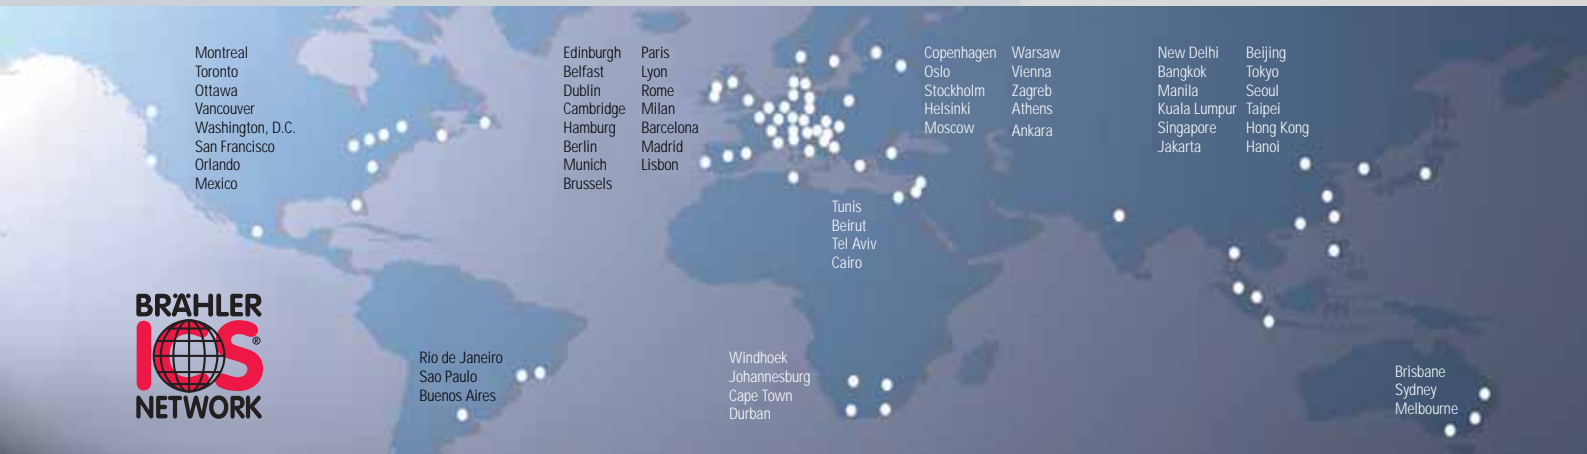 Montreal
Toronto
Ottawa
Vancouver
Washington, D.C.
San Francisco
Orlando
Mexico
Edinburgh
Belfast
Dublin
Cambridge
Hamburg
Berlin
Munich
Brussels
Paris
Lyon
Rome
Milan
Barcelona
Madrid
Lisbon
Copenhagen
Oslo
Stockholm
Helsinki
Moscow
Warsaw
Vienna
Zagreb
Athens
Ankara
New Delhi
Bangkok
Manila
Kuala Lumpur
Singapore
Jakarta
Beijing
Tokyo
Seoul
Taipei
Hong Kong
Hanoi
Tunis
Beirut
Tel Aviv
Cairo
BRÄHLER
ICS®
NETWORK
Rio de Janeiro
Sao Paulo
Buenos Aires
Windhoek
Johannesburg
Cape Town
Durban
Brisbane
Sydney
Melbourne